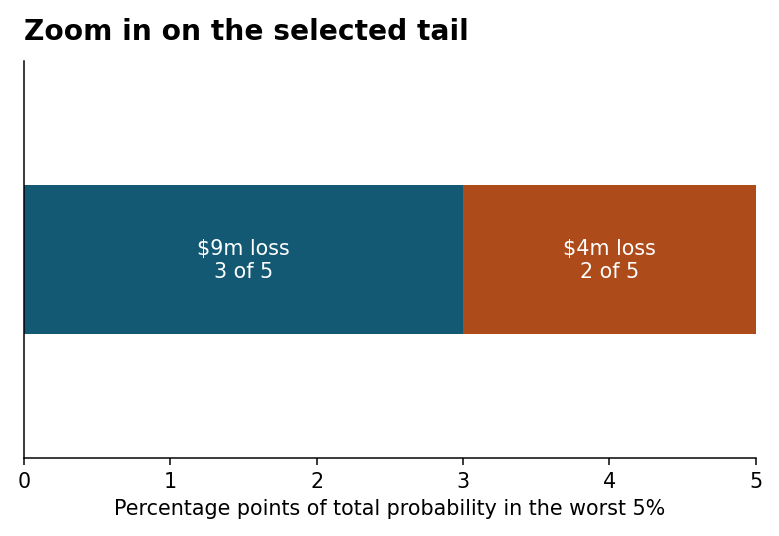 Zoom in on the selected tail
$9m loss
3 of 5
$4m loss
2 of 5
0 1 2 3 4 5
Percentage points of total probability in the worst 5%